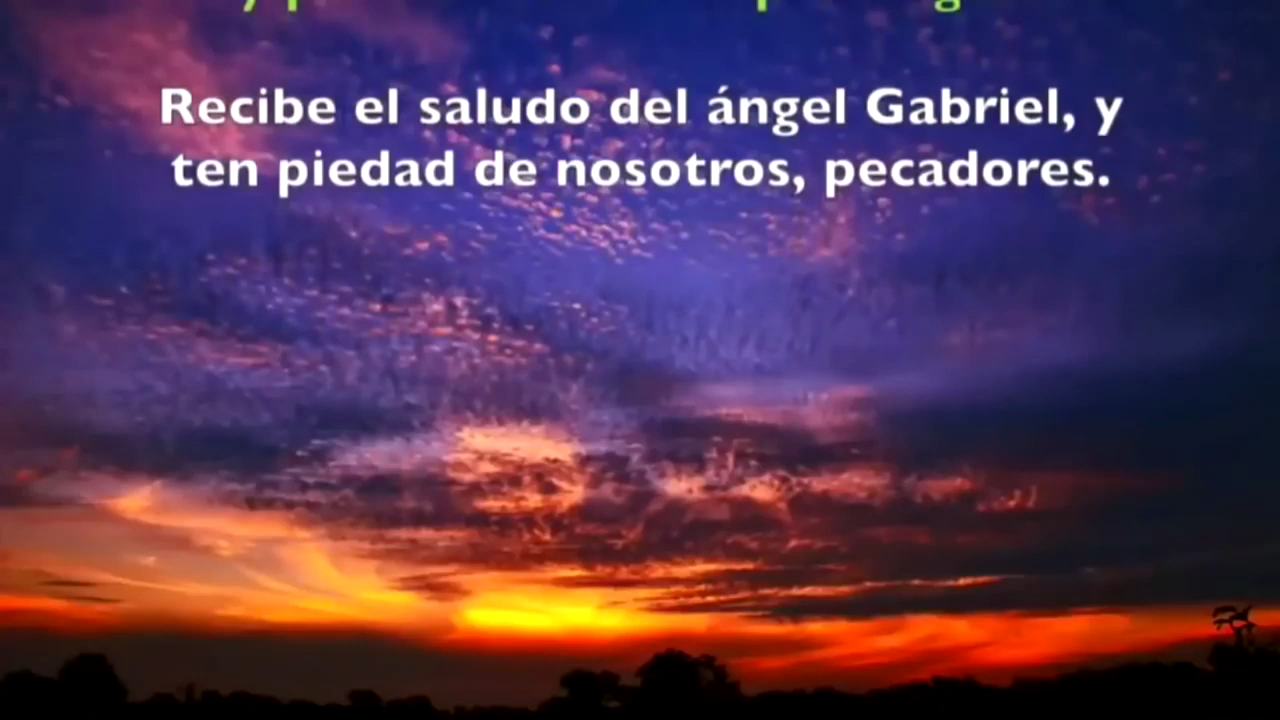 Recibe el saludo del ángel Gabriel, y
ten piedad de nosotros, pecadores.